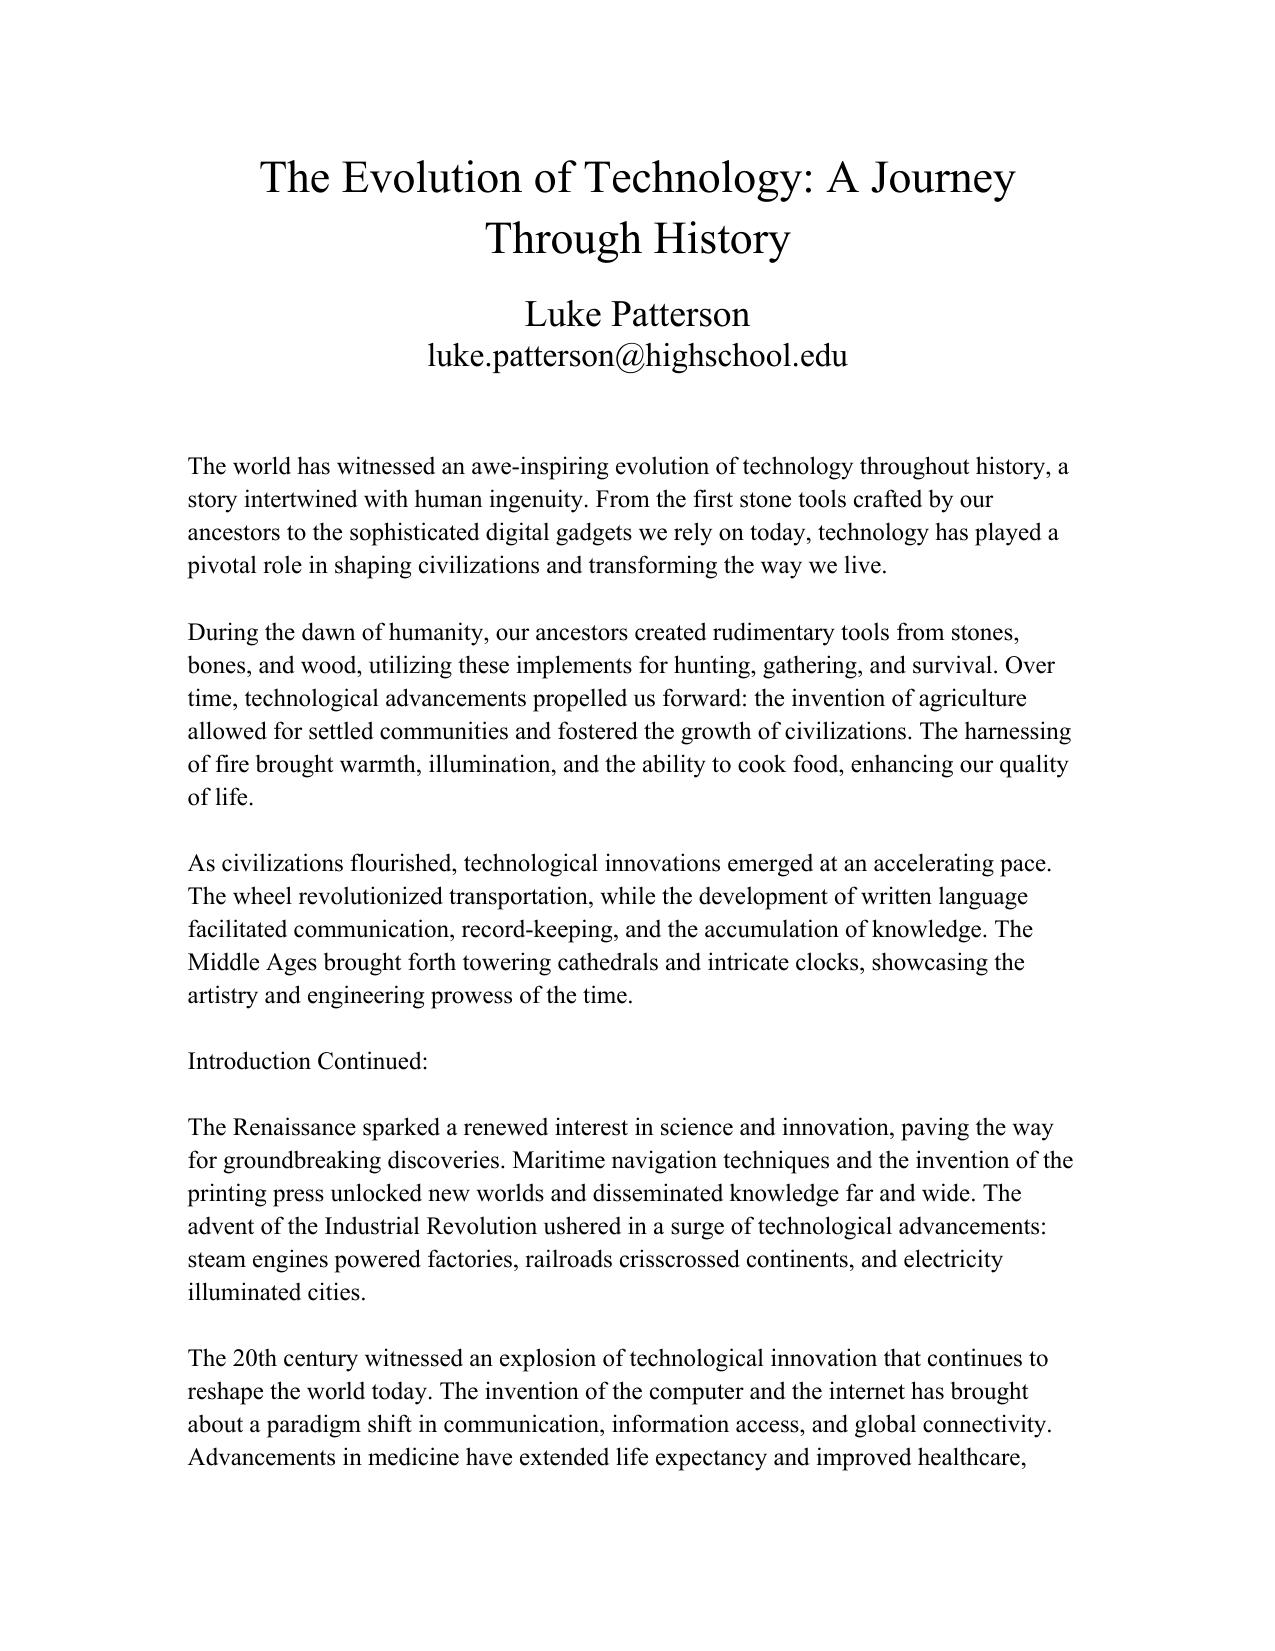 The Evolution of Technology: A Journey
Through History
Luke Patterson
luke.patterson@highschool.edu
The world has witnessed an awe-inspiring evolution of technology throughout history, a
story intertwined with human ingenuity. From the first stone tools crafted by our
ancestors to the sophisticated digital gadgets we rely on today, technology has played a
pivotal role in shaping civilizations and transforming the way we live.
During the dawn of humanity, our ancestors created rudimentary tools from stones,
bones, and wood, utilizing these implements for hunting, gathering, and survival. Over
time, technological advancements propelled us forward: the invention of agriculture
allowed for settled communities and fostered the growth of civilizations. The harnessing
of fire brought warmth, illumination, and the ability to cook food, enhancing our quality
of life.
As civilizations flourished, technological innovations emerged at an accelerating pace.
The wheel revolutionized transportation, while the development of written language
facilitated communication, record-keeping, and the accumulation of knowledge. The
Middle Ages brought forth towering cathedrals and intricate clocks, showcasing the
artistry and engineering prowess of the time.
Introduction Continued:
The Renaissance sparked a renewed interest in science and innovation, paving the way
for groundbreaking discoveries. Maritime navigation techniques and the invention of the
printing press unlocked new worlds and disseminated knowledge far and wide. The
advent of the Industrial Revolution ushered in a surge of technological advancements:
steam engines powered factories, railroads crisscrossed continents, and electricity
illuminated cities.
The 20th century witnessed an explosion of technological innovation that continues to
reshape the world today. The invention of the computer and the internet has brought
about a paradigm shift in communication, information access, and global connectivity.
Advancements in medicine have extended life expectancy and improved healthcare,